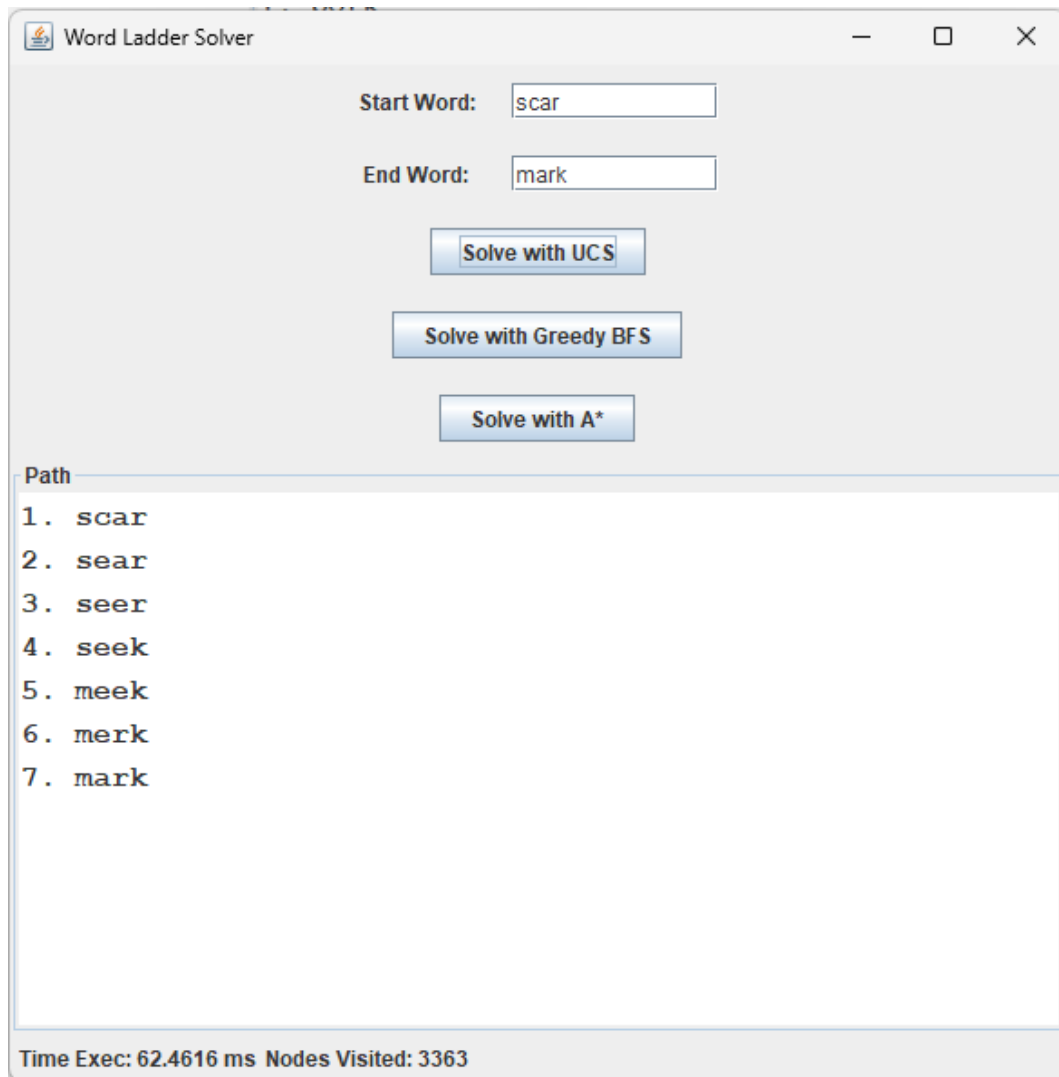 Word Ladder Solver
Start Word: scar
End Word: mark
Solve with UCS
Solve with Greedy BFS
Solve with A*
Path
1. scar
2. sear
3. seer
4. seek
5. meek
6. merk
7. mark
Time Exec: 62.4616 ms Nodes Visited: 3363